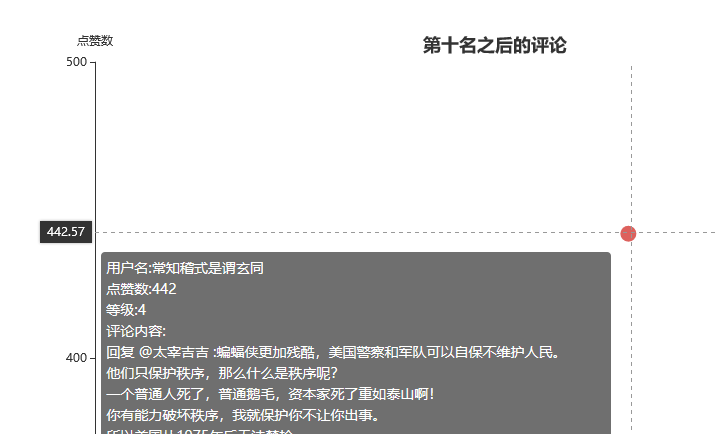 点赞数
第十名之后的评论
500
442.57
用户名:常知稽式是谓玄同
点赞数:442
等级:4
评论内容:
回复 @太宰吉吉 :蝙蝠侠更加残酷，美国警察和军队可以自保不维护人民。
400
他们只保护秩序，那么什么是秩序呢?
一个普通人死了，普通鹅毛，资本家死了重如泰山啊!
你有能力破坏秩序，我就保护你不让你出事。